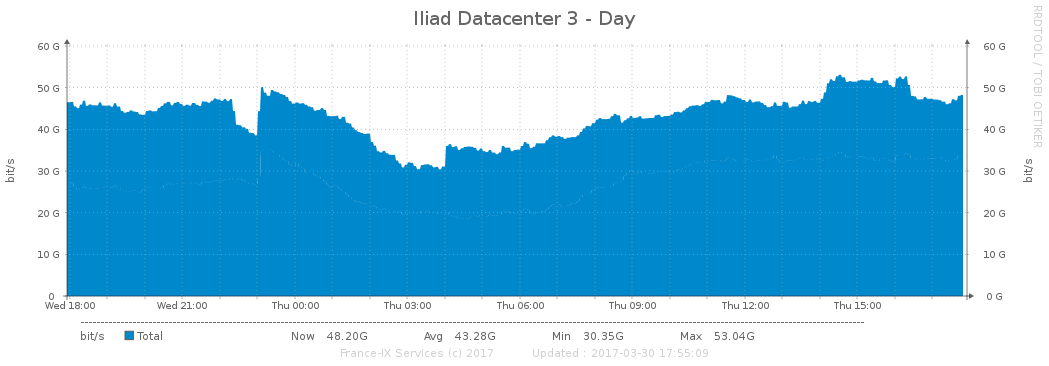 Iliad Datacenter 3 - Day
RRDTOOL / TOBI OETIKER
bit/s
bit/s
60 G 60 G
50 G 50 G
40 G 40 G
30 G 30 G
20 G 20 G
10 G 10 G
0 0 G
Wed 18:00 Wed 21:00 Thu 00:00 Thu 03:00 Thu 06:00 Thu 09:00 Thu 12:00 Thu 15:00
bit/s Total Now 48.20G Avg 43.28G Min 30.35G Max 53.04G
France-IX Services (c) 2017 Updated : 2017-03-30 17:55:09